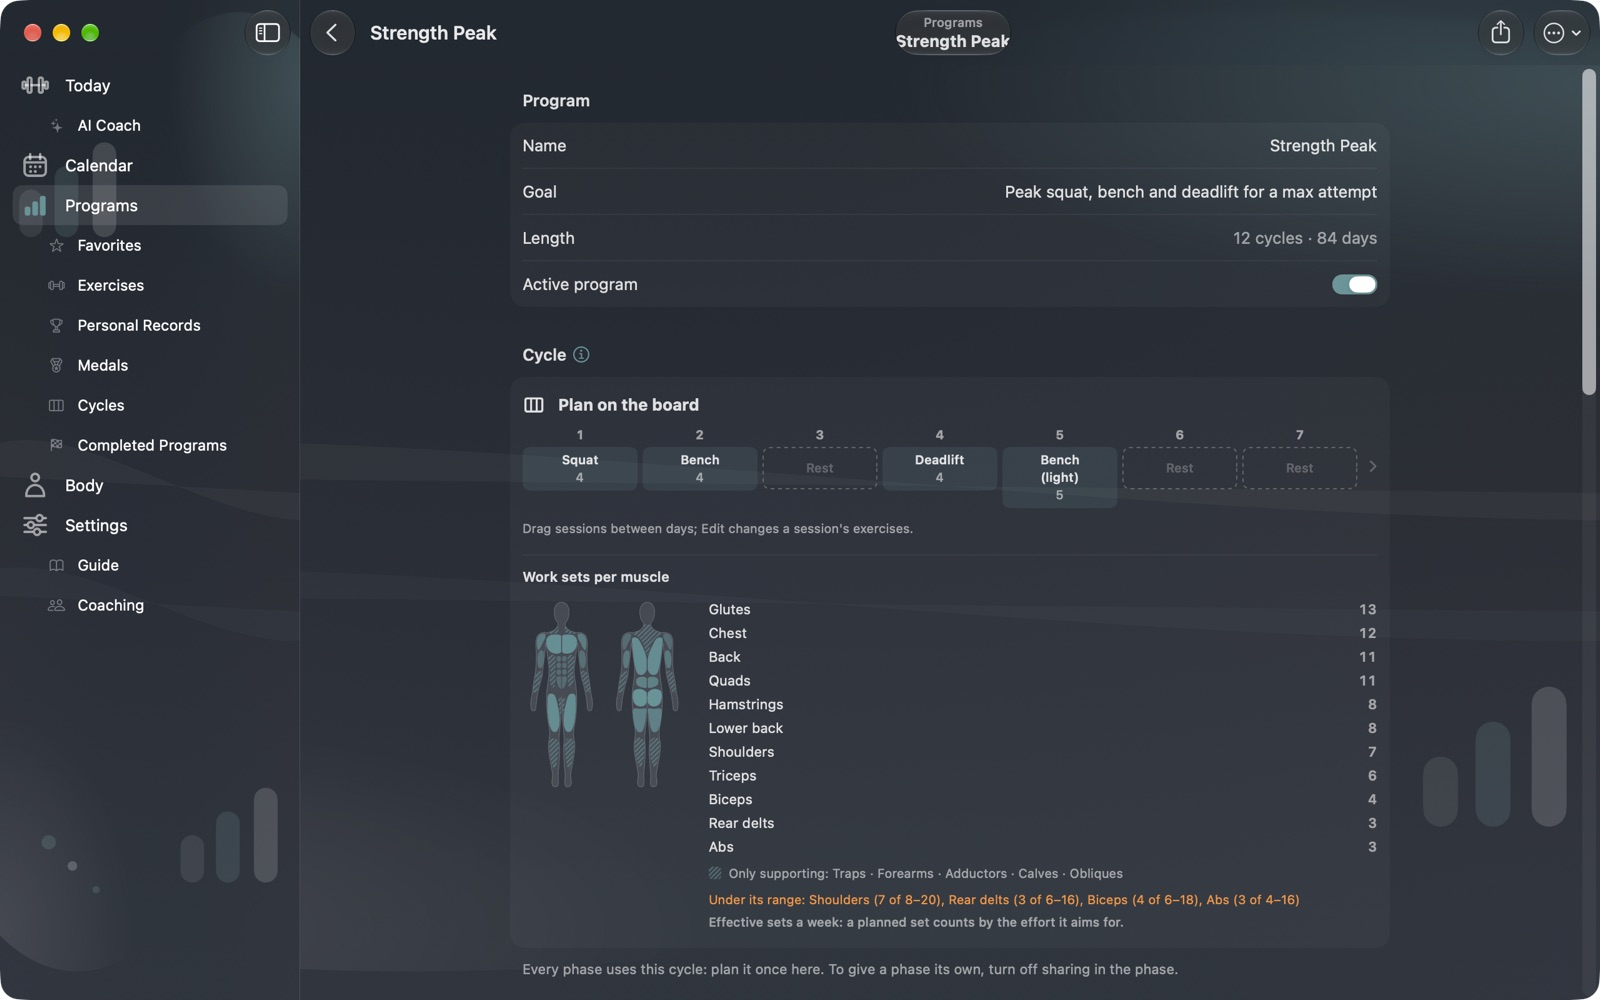 Today
AI Coach
Calendar
Programs
Favorites
Exercises
Personal Records
Medals
Cycles
Completed Programs
Body
Settings
Guide
Coaching
Strength Peak
Programs
Strength Peak
Program
Name Strength Peak
Goal Peak squat, bench and deadlift for a max attempt
Length 12 cycles · 84 days
Active program
Cycle
Plan on the board
1 2 3 4 5 6 7
Squat
4
Bench
4
Rest
Deadlift
4
Bench
(light)
5
Rest
Rest
Drag sessions between days; Edit changes a session's exercises.
Work sets per muscle
Glutes 13
Chest 12
Back 11
Quads 11
Hamstrings 8
Lower back 8
Shoulders 7
Triceps 6
Biceps 4
Rear delts 3
Abs 3
Only supporting: Traps · Forearms · Adductors · Calves · Obliques
Under its range: Shoulders (7 of 8–20), Rear delts (3 of 6–16), Biceps (4 of 6–18), Abs (3 of 4–16)
Effective sets a week: a planned set counts by the effort it aims for.
Every phase uses this cycle: plan it once here. To give a phase its own, turn off sharing in the phase.